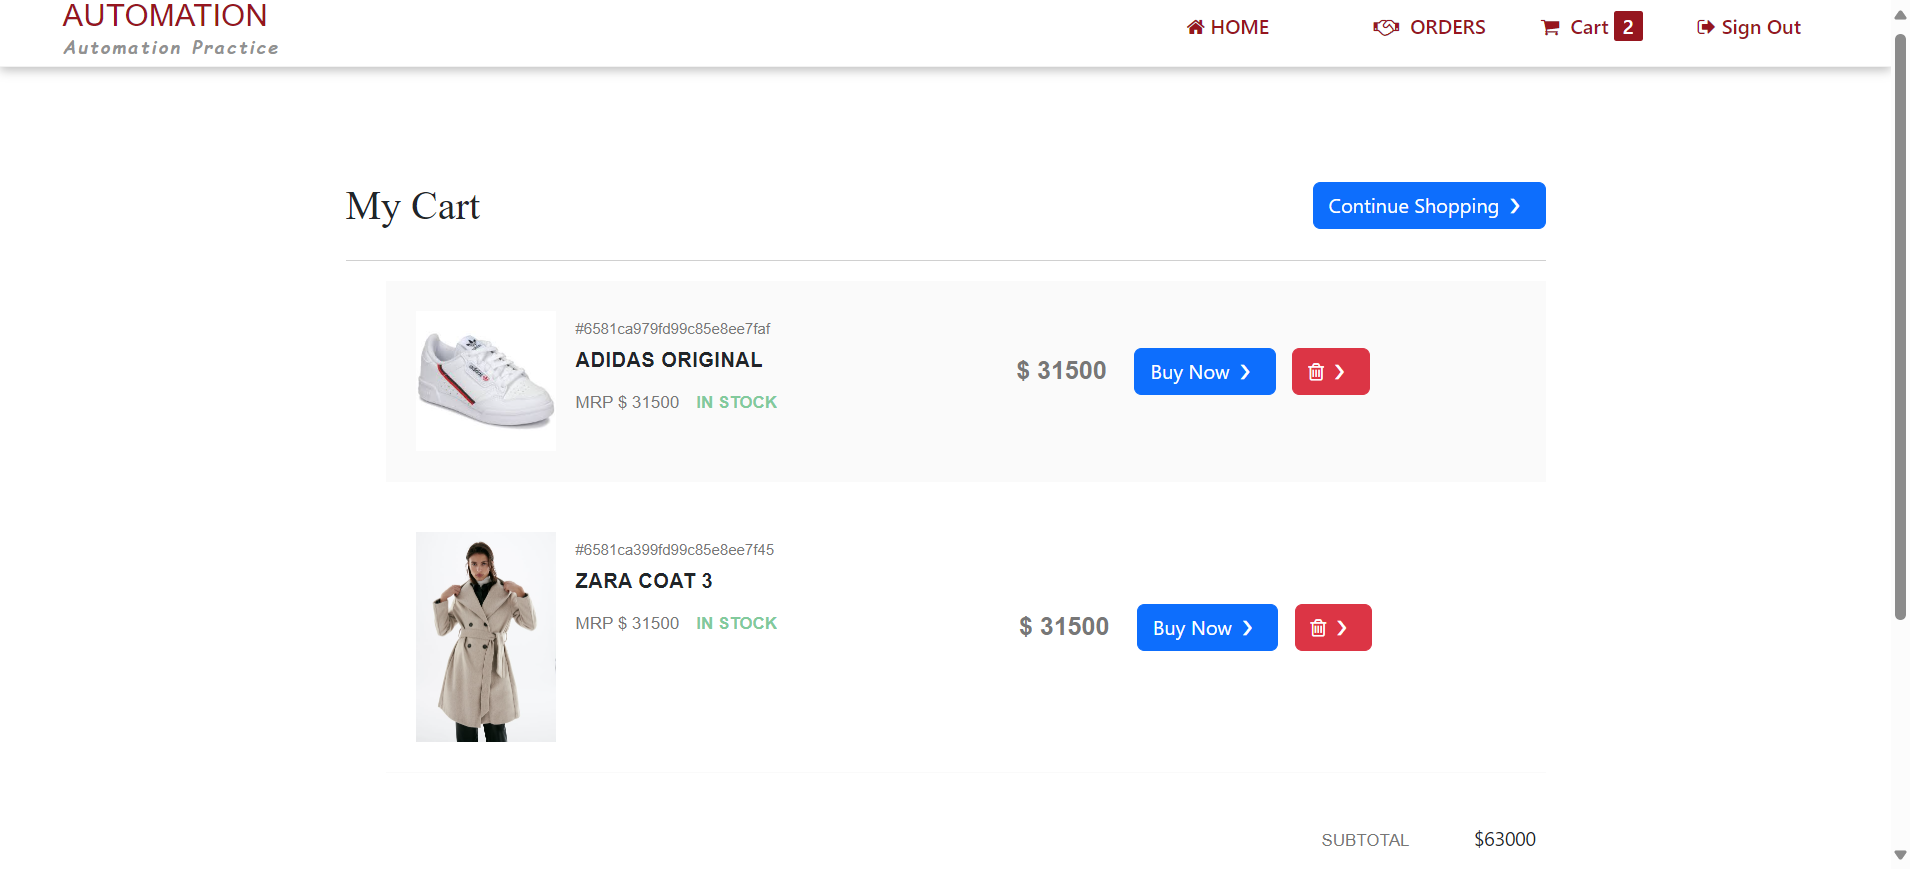 AUTOMATION
Automation Practice
HOME
ORDERS
Cart 2
Sign Out
My Cart
Continue Shopping ❯
#6581ca979fd99c85e8ee7faf
ADIDAS ORIGINAL
MRP $ 31500 IN STOCK
$ 31500
Buy Now ❯
❯
#6581ca399fd99c85e8ee7f45
ZARA COAT 3
MRP $ 31500 IN STOCK
$ 31500
Buy Now ❯
❯
SUBTOTAL $63000